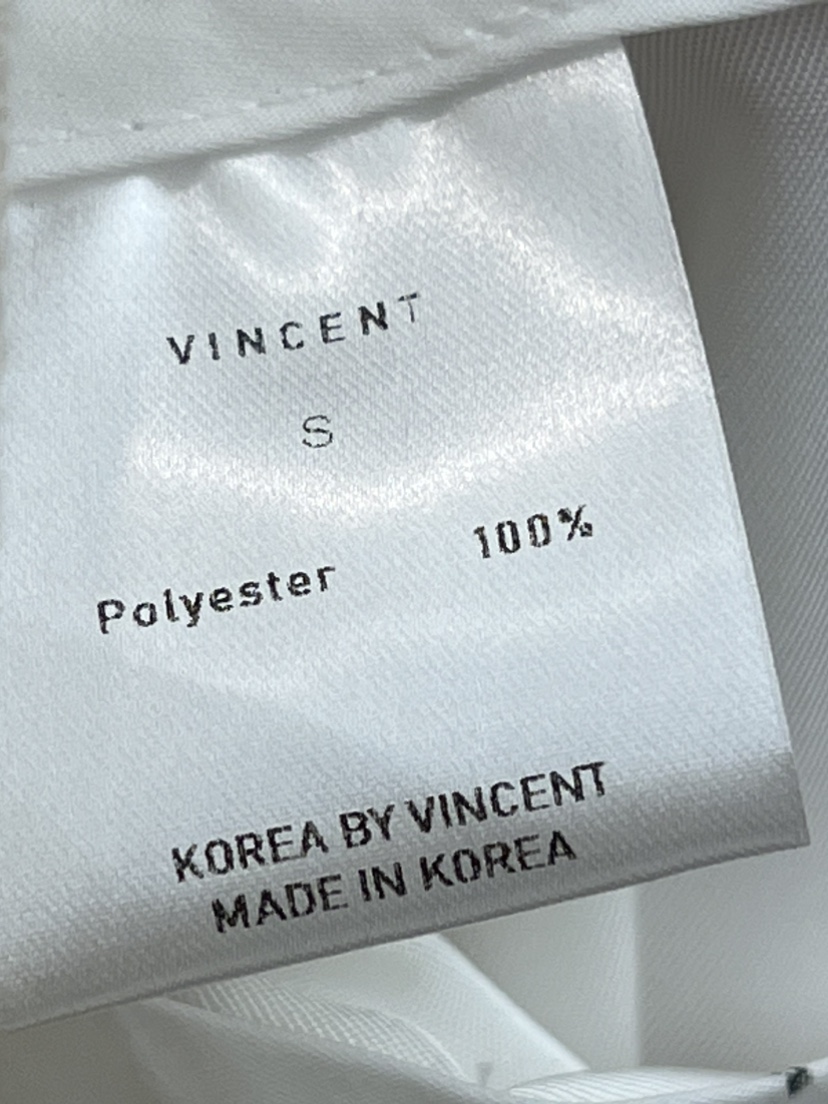 VINCENT
S
Polyester 100%
KOREA BY VINCENT
MADE IN KOREA